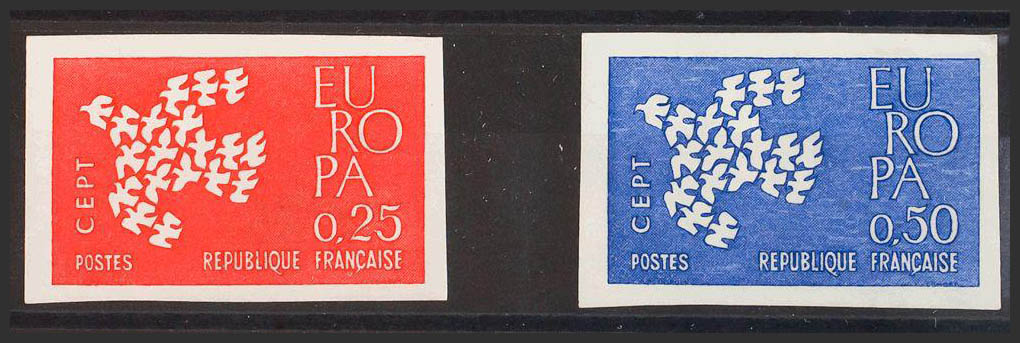 EU
RO
PA
CEPT
0,25
POSTES REPUBLIQUE FRANÇAISE
EU
RO
PA
CEPT
0,50
POSTES REPUBLIQUE FRANÇAISE